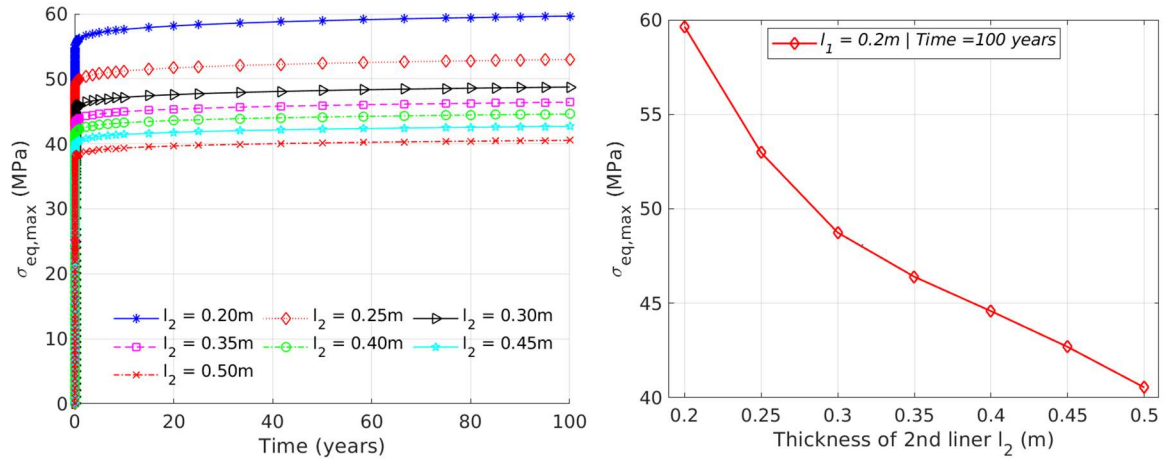 60
50
40
30
20
10
0
σeq,max (MPa)
l2 = 0.20m
l2 = 0.25m
l2 = 0.30m
l2 = 0.35m
l2 = 0.40m
l2 = 0.45m
l2 = 0.50m
0 20 40 60 80 100
Time (years)
60
55
50
45
40
σeq,max (MPa)
l1 = 0.2m | Time =100 years
0.2 0.25 0.3 0.35 0.4 0.45 0.5
Thickness of 2nd liner l2 (m)